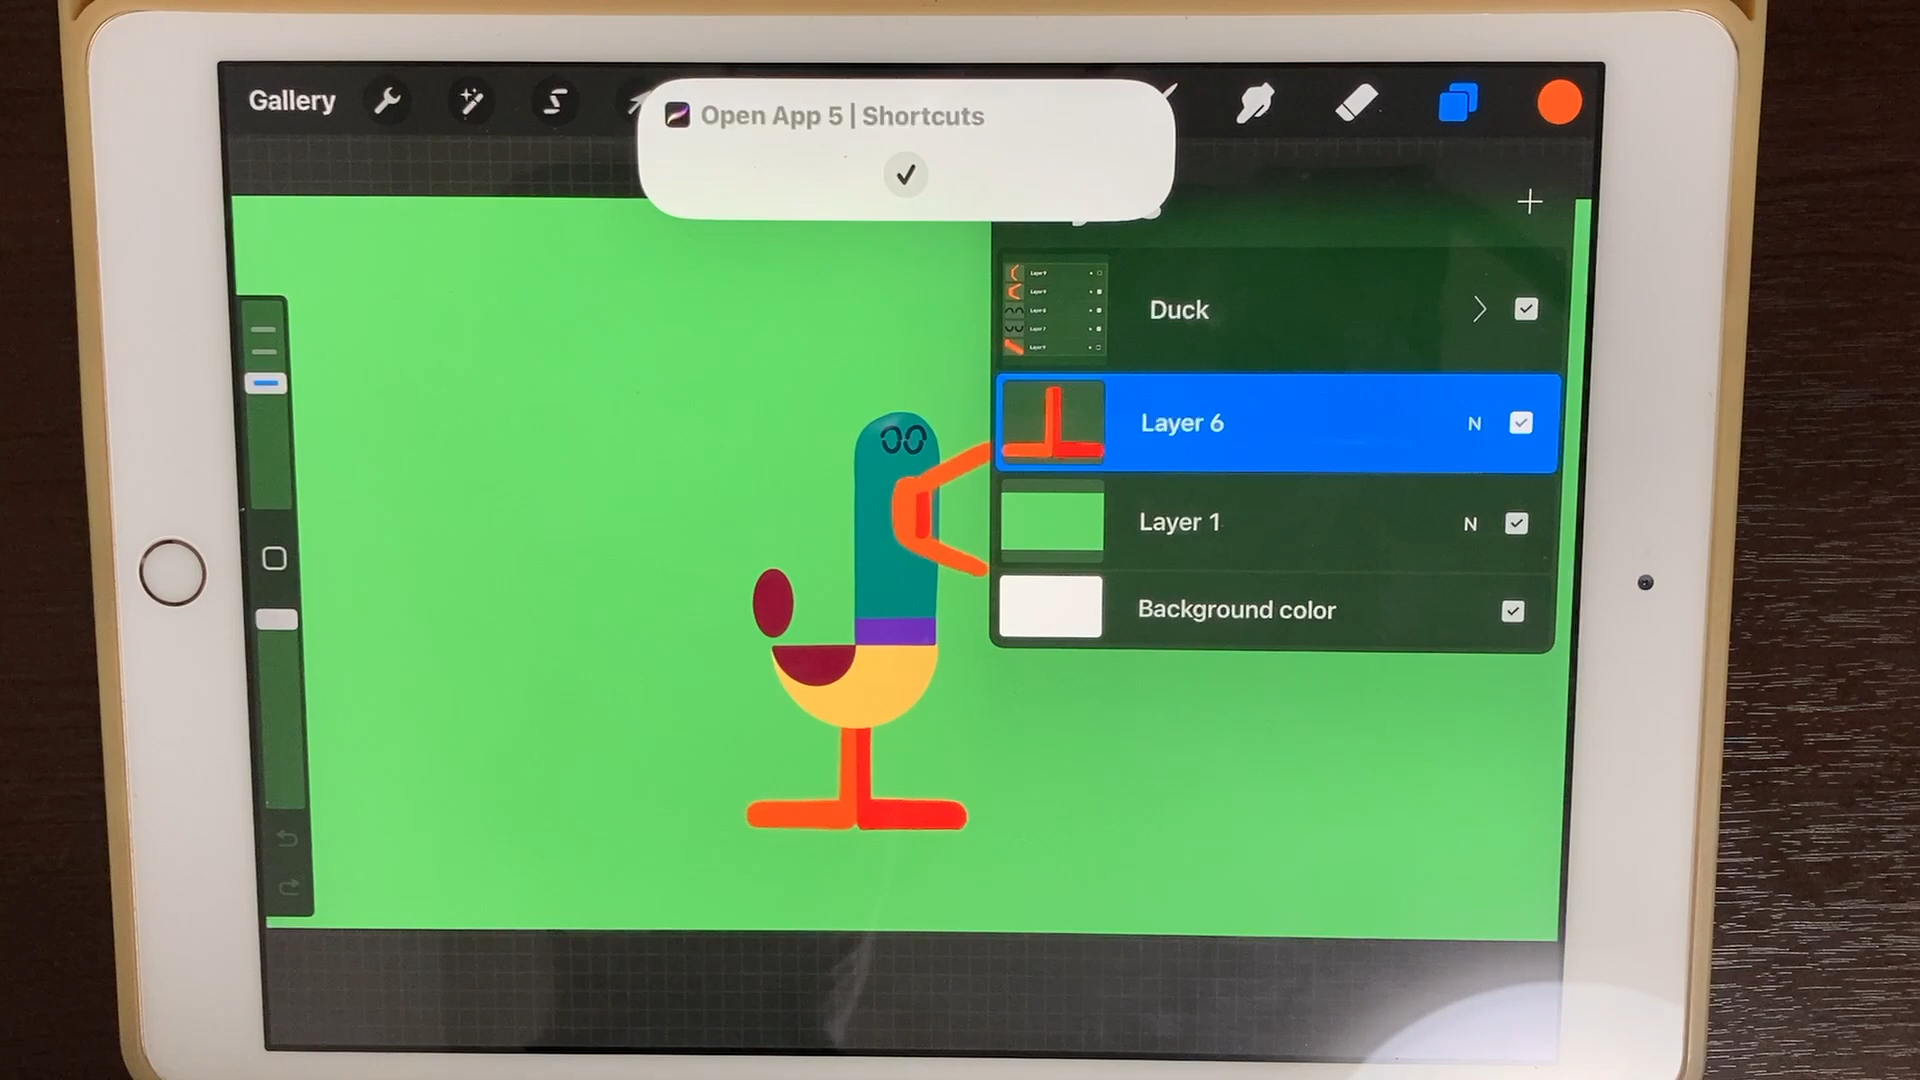 Gallery
Open App 5 | Shortcuts
Duck
Layer 6
N
Layer 1
N
Background color